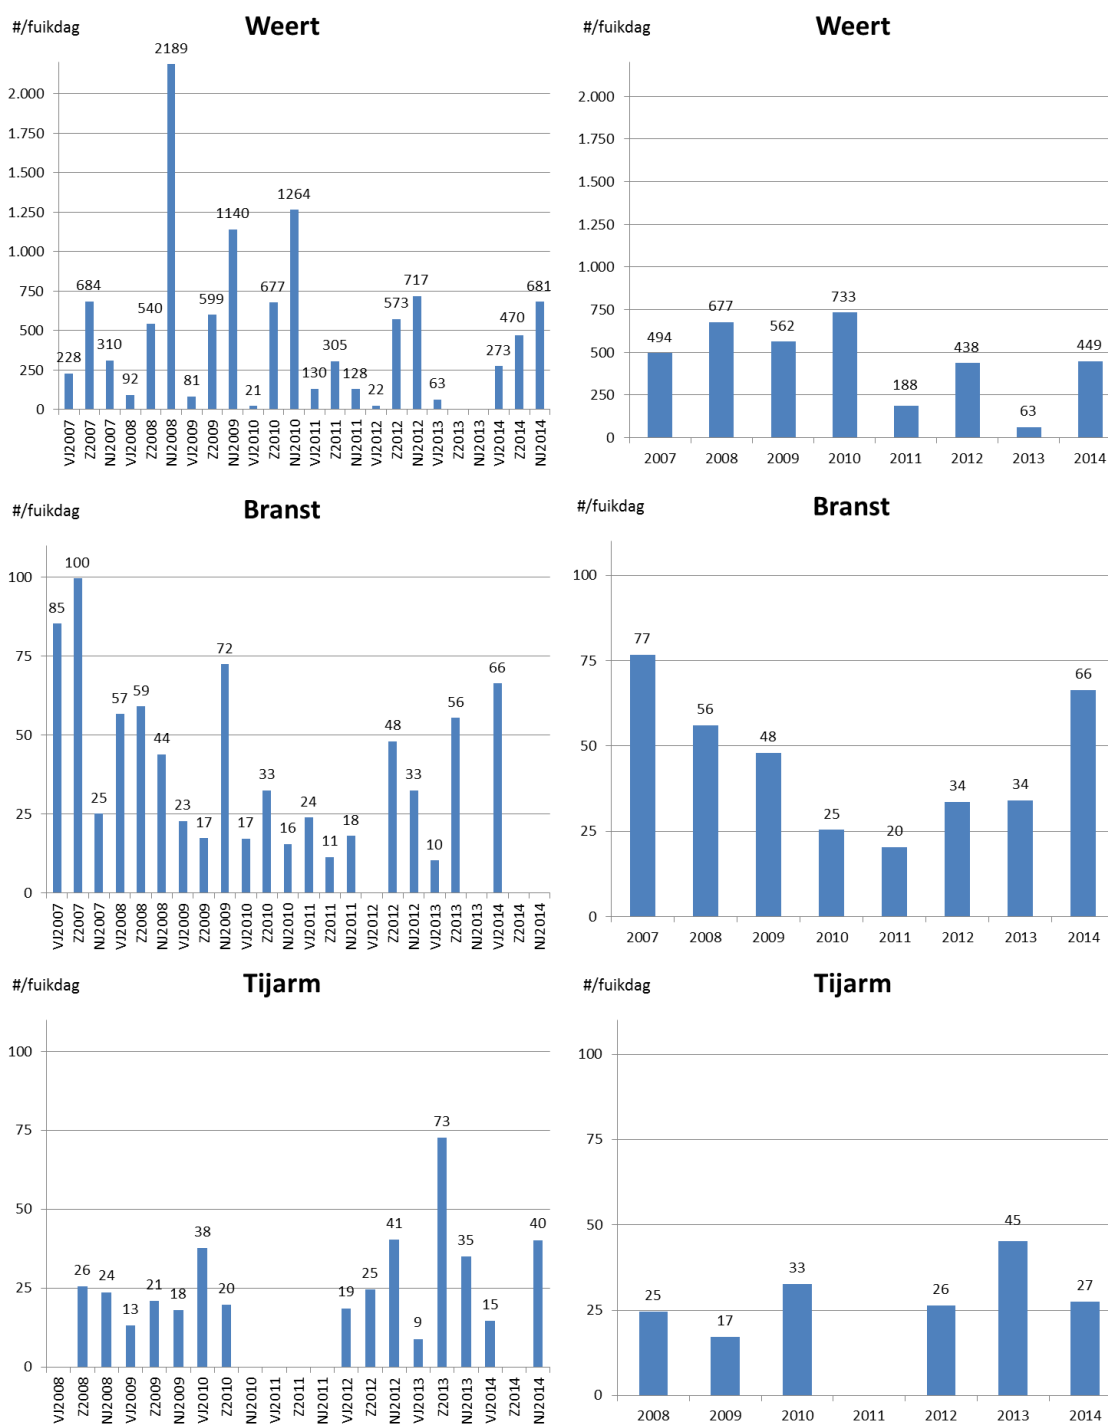 #/fuikdag
Weert
2.000
1.750
1.500
1.250
1.000
750
500
250
0
228
684
310
92
540
2189
81
599
1140
21
677
1264
130
305
128
22
573
717
63
273
470
681
VJ2007
Z2007
NJ2007
VJ2008
Z2008
NJ2008
VJ2009
Z2009
NJ2009
VJ2010
Z2010
NJ2010
VJ2011
Z2011
NJ2011
VJ2012
Z2012
NJ2012
VJ2013
Z2013
NJ2013
VJ2014
Z2014
NJ2014
#/fuikdag
Weert
2.000
1.750
1.500
1.250
1.000
750
500
250
0
494
677
562
733
188
438
63
449
2007
2008
2009
2010
2011
2012
2013
2014
#/fuikdag
Branst
100
75
50
25
0
85
100
25
57
59
44
23
17
72
17
33
16
24
11
18
48
33
10
56
66
VJ2007
Z2007
NJ2007
VJ2008
Z2008
NJ2008
VJ2009
Z2009
NJ2009
VJ2010
Z2010
NJ2010
VJ2011
Z2011
NJ2011
VJ2012
Z2012
NJ2012
VJ2013
Z2013
NJ2013
VJ2014
Z2014
NJ2014
#/fuikdag
Branst
100
75
50
25
0
77
56
48
25
20
34
34
66
2007
2008
2009
2010
2011
2012
2013
2014
#/fuikdag
Tijarm
100
75
50
25
0
26
24
13
21
18
38
20
19
25
41
9
73
35
15
40
VJ2008
Z2008
NJ2008
VJ2009
Z2009
NJ2009
VJ2010
Z2010
NJ2010
VJ2011
Z2011
NJ2011
VJ2012
Z2012
NJ2012
VJ2013
Z2013
NJ2013
VJ2014
Z2014
NJ2014
#/fuikdag
Tijarm
100
75
50
25
0
25
17
33
26
45
27
2008
2009
2010
2011
2012
2013
2014